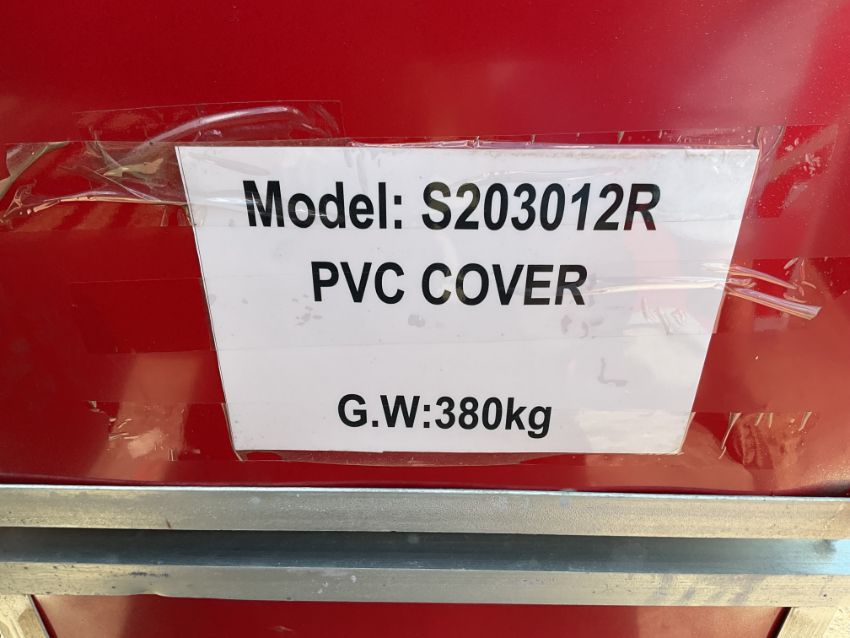 Model: S203012R
PVC COVER
G.W:380kg